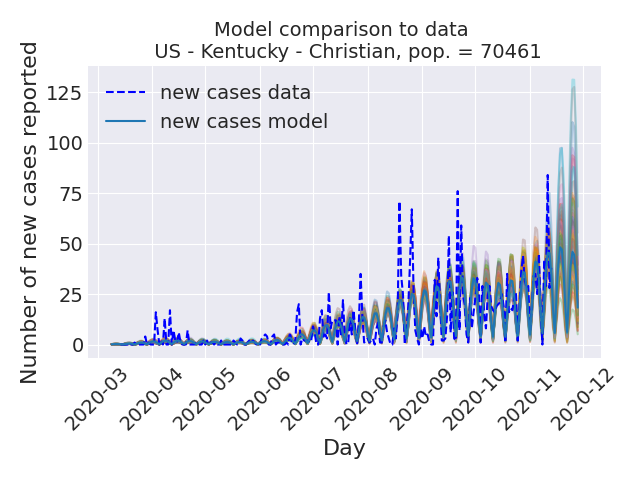 Model comparison to data
US - Kentucky - Christian, pop. = 70461
Number of new cases reported
new cases data
new cases model
125
100
75
50
25
0
2020-03
2020-04
2020-05
2020-06
2020-07
2020-08
2020-09
2020-10
2020-11
2020-12
Day